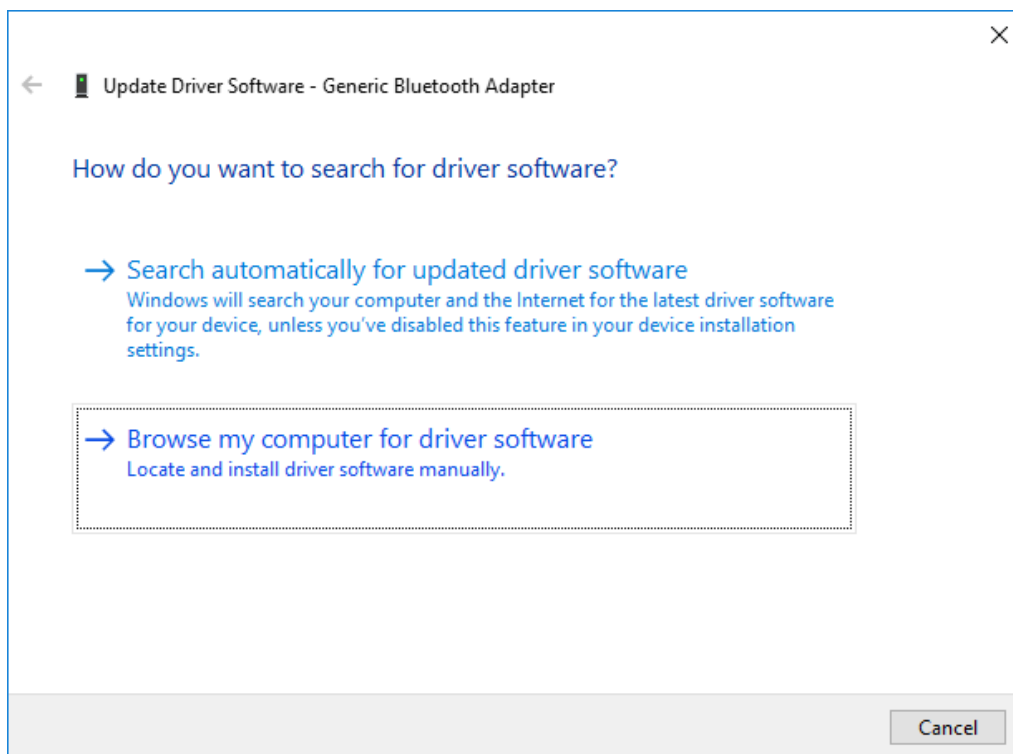 Update Driver Software - Generic Bluetooth Adapter
How do you want to search for driver software?
Search automatically for updated driver software
Windows will search your computer and the Internet for the latest driver software
for your device, unless you've disabled this feature in your device installation
settings.
Browse my computer for driver software
Locate and install driver software manually.
Cancel